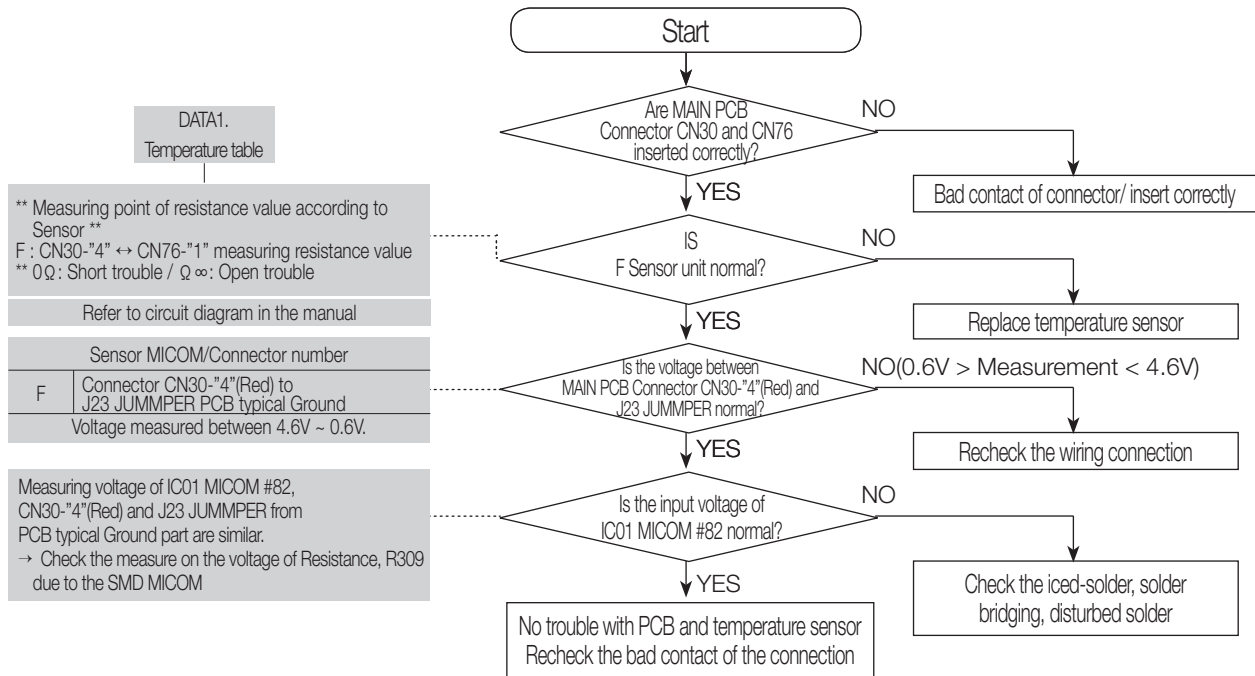 Start
Are MAIN PCB
Connector CN30 and CN76
inserted correctly?
NO
Bad contact of connector/ insert correctly
YES
DATA1.
Temperature table
** Measuring point of resistance value according to
Sensor **
F : CN30-"4" ↔ CN76-"1" measuring resistance value
** 0Ω: Short trouble / Ω ∞: Open trouble
Refer to circuit diagram in the manual
IS
F Sensor unit normal?
NO
Replace temperature sensor
YES
Sensor MICOM/Connector number
F
Connector CN30-"4"(Red) to
J23 JUMMPER PCB typical Ground
Voltage measured between 4.6V ~ 0.6V.
Is the voltage between
MAIN PCB Connector CN30-"4"(Red) and
J23 JUMMPER normal?
NO(0.6V > Measurement < 4.6V)
Recheck the wiring connection
YES
Measuring voltage of IC01 MICOM #82,
CN30-"4"(Red) and J23 JUMMPER from
PCB typical Ground part are similar.
→ Check the measure on the voltage of Resistance, R309
due to the SMD MICOM
Is the input voltage of
IC01 MICOM #82 normal?
NO
Check the iced-solder, solder
bridging, disturbed solder
YES
No trouble with PCB and temperature sensor
Recheck the bad contact of the connection